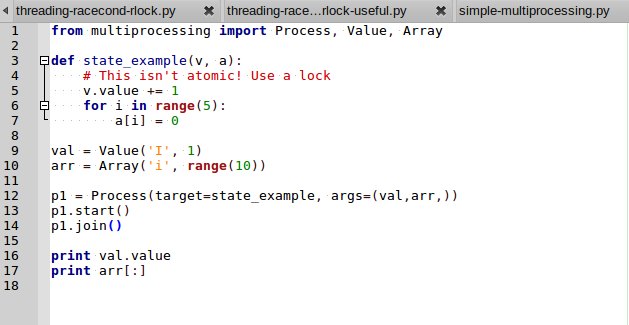 threading-racecond-rlock.py threading-race...rlock-useful.py simple-multiprocessing.py
1 from multiprocessing import Process, Value, Array
2
3 def state_example(v, a):
4     # This isn't atomic! Use a lock
5     v.value += 1
6     for i in range(5):
7         a[i] = 0
8
9 val = Value('I', 1)
10 arr = Array('i', range(10))
11
12 p1 = Process(target=state_example, args=(val,arr,))
13 p1.start()
14 p1.join()
15
16 print val.value
17 print arr[:]
18